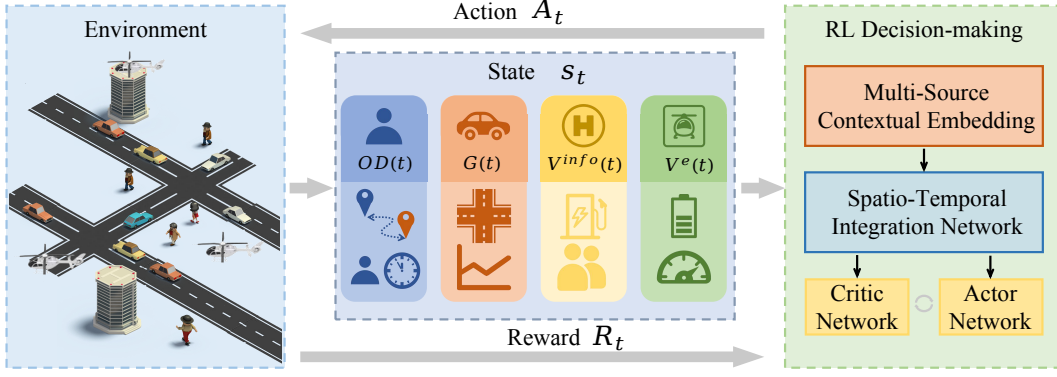 Action A_t
Environment
State s_t
OD(t)
G(t)
H
V^{info}(t)
V^e(t)
Reward R_t
RL Decision-making
Multi-Source
Contextual Embedding
Spatio-Temporal
Integration Network
Critic
Network
Actor
Network